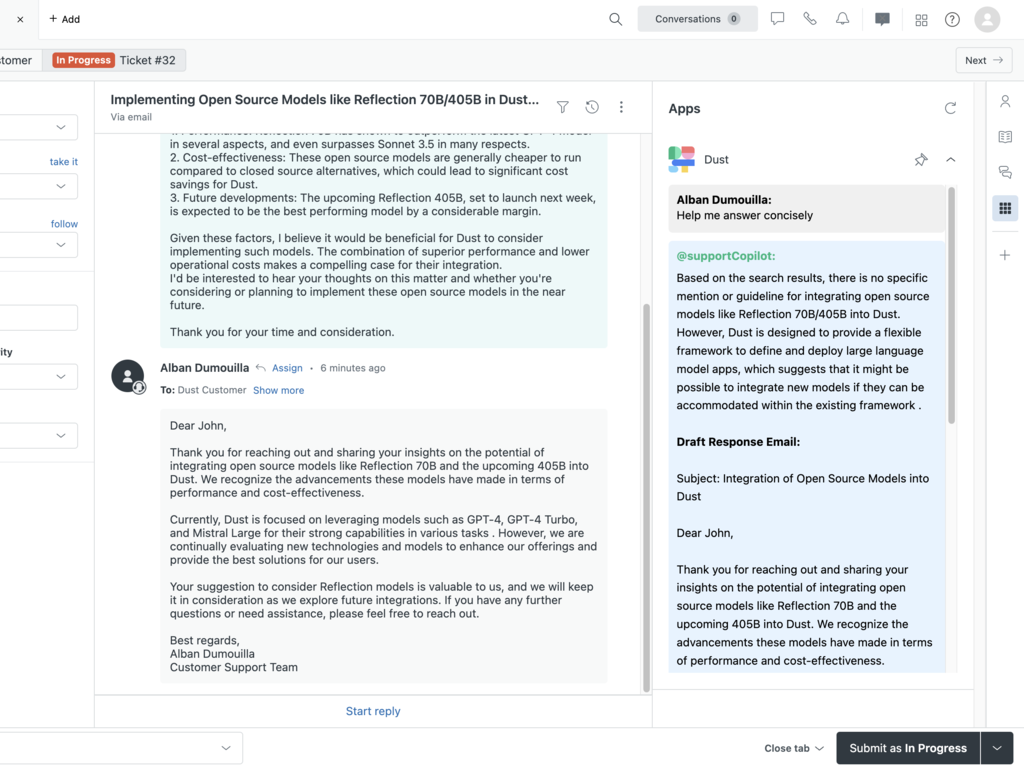 Add
Conversations 0
tomer
In Progress Ticket #32
Next
take it
follow
ity
Implementing Open Source Models like Reflection 70B/405B in Dust...
Via email
in several aspects, and even surpasses Sonnet 3.5 in many respects.
2. Cost-effectiveness: These open source models are generally cheaper to run
compared to closed source alternatives, which could lead to significant cost
savings for Dust.
3. Future developments: The upcoming Reflection 405B, set to launch next week,
is expected to be the best performing model by a considerable margin.
Given these factors, I believe it would be beneficial for Dust to consider
implementing such models. The combination of superior performance and lower
operational costs makes a compelling case for their integration.
I'd be interested to hear your thoughts on this matter and whether you're
considering or planning to implement these open source models in the near
future.
Thank you for your time and consideration.
Alban Dumouilla Assign • 6 minutes ago
To: Dust Customer Show more
Dear John,
Thank you for reaching out and sharing your insights on the potential of
integrating open source models like Reflection 70B and the upcoming 405B into
Dust. We recognize the advancements these models have made in terms of
performance and cost-effectiveness.
Currently, Dust is focused on leveraging models such as GPT-4, GPT-4 Turbo,
and Mistral Large for their strong capabilities in various tasks . However, we are
continually evaluating new technologies and models to enhance our offerings and
provide the best solutions for our users.
Your suggestion to consider Reflection models is valuable to us, and we will keep
it in consideration as we explore future integrations. If you have any further
questions or need assistance, please feel free to reach out.
Best regards,
Alban Dumouilla
Customer Support Team
Start reply
Apps
Dust
Alban Dumouilla:
Help me answer concisely
@supportCopilot:
Based on the search results, there is no specific
mention or guideline for integrating open source
models like Reflection 70B/405B into Dust.
However, Dust is designed to provide a flexible
framework to define and deploy large language
model apps, which suggests that it might be
possible to integrate new models if they can be
accommodated within the existing framework .
Draft Response Email:
Subject: Integration of Open Source Models into
Dust
Dear John,
Thank you for reaching out and sharing your
insights on the potential of integrating open
source models like Reflection 70B and the
upcoming 405B into Dust. We recognize the
advancements these models have made in terms
of performance and cost-effectiveness.
Close tab
Submit as In Progress